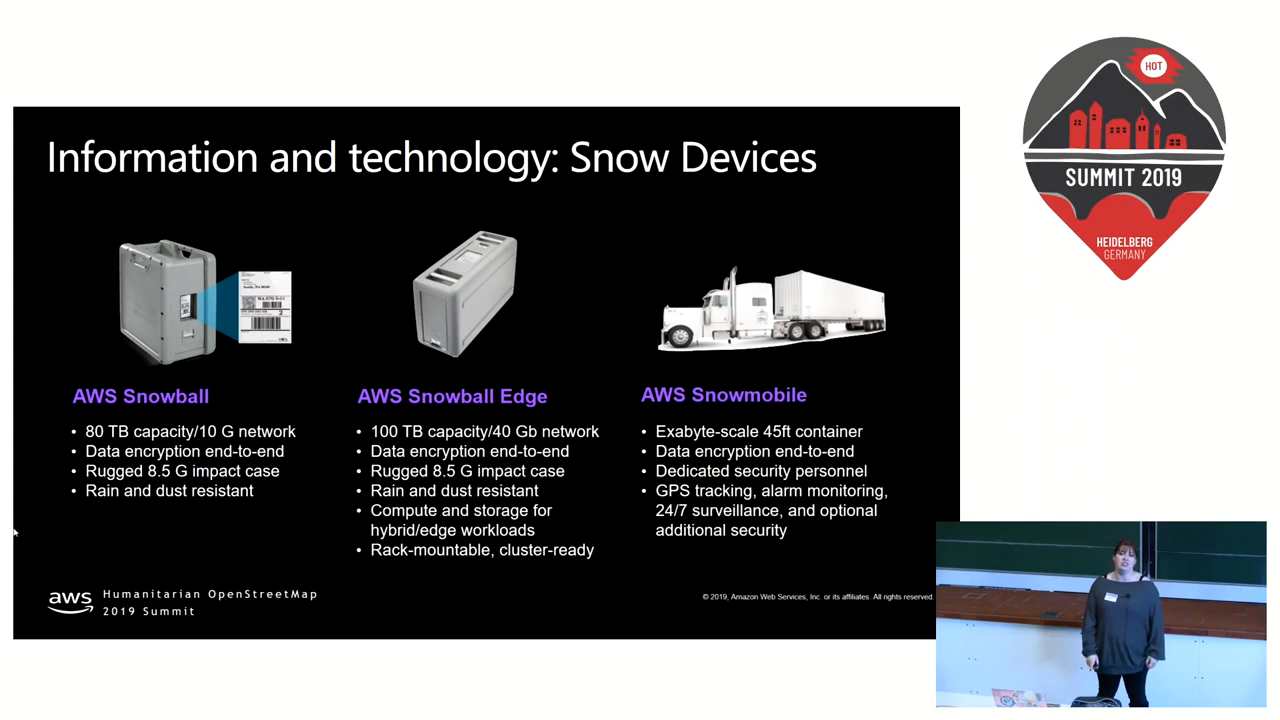 Information and technology: Snow Devices
AWS Snowball
• 80 TB capacity/10 G network
• Data encryption end-to-end
• Rugged 8.5 G impact case
• Rain and dust resistant
AWS Snowball Edge
• 100 TB capacity/40 Gb network
• Data encryption end-to-end
• Rugged 8.5 G impact case
• Rain and dust resistant
• Compute and storage for
hybrid/edge workloads
• Rack-mountable, cluster-ready
AWS Snowmobile
• Exabyte-scale 45ft container
• Data encryption end-to-end
• Dedicated security personnel
• GPS tracking, alarm monitoring,
24/7 surveillance, and optional
additional security
aws
Humanitarian OpenStreetMap
2019 Summit
© 2019, Amazon Web Services, Inc. or its affiliates. All rights reserved.
HOT
SUMMIT 2019
HEIDELBERG
GERMANY